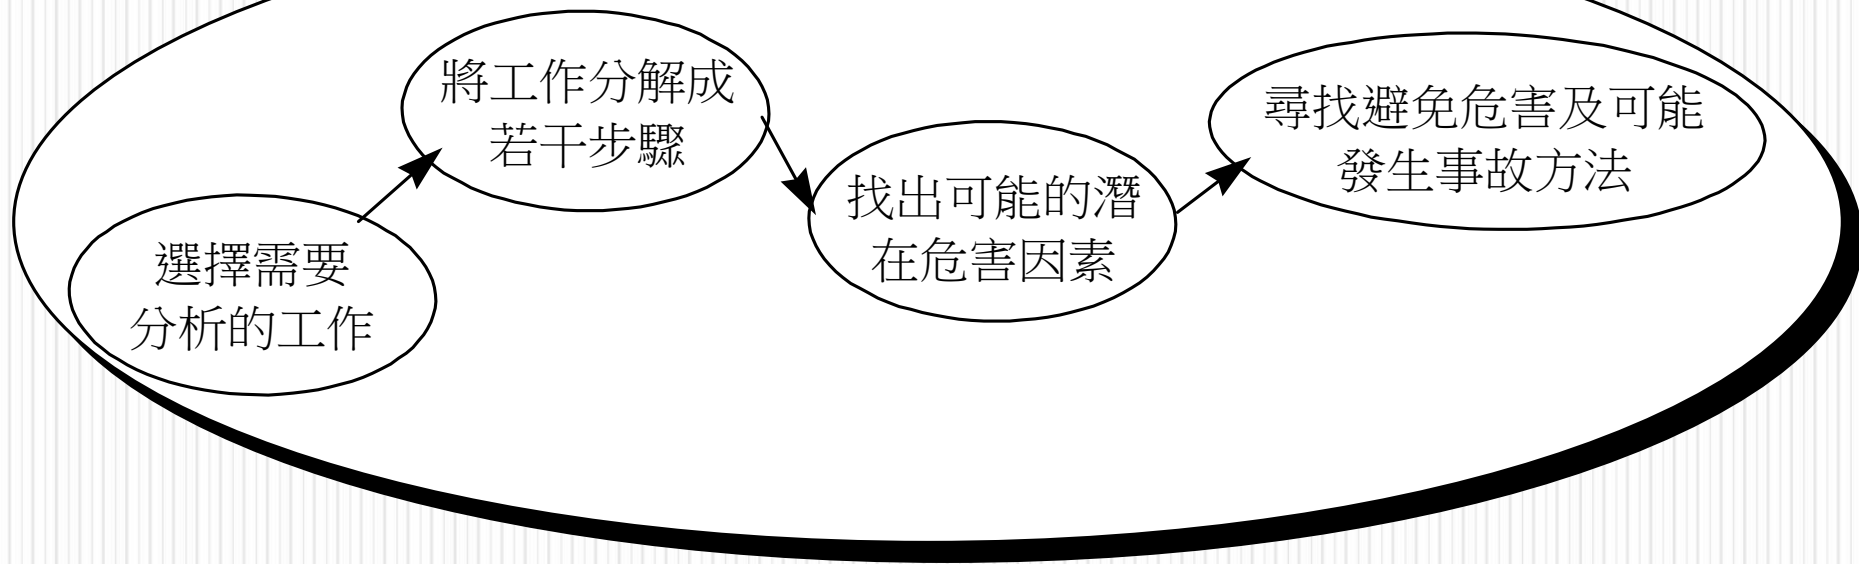 選擇需要
分析的工作
將工作分解成
若干步驟
找出可能的潛
在危害因素
尋找避免危害及可能
發生事故方法